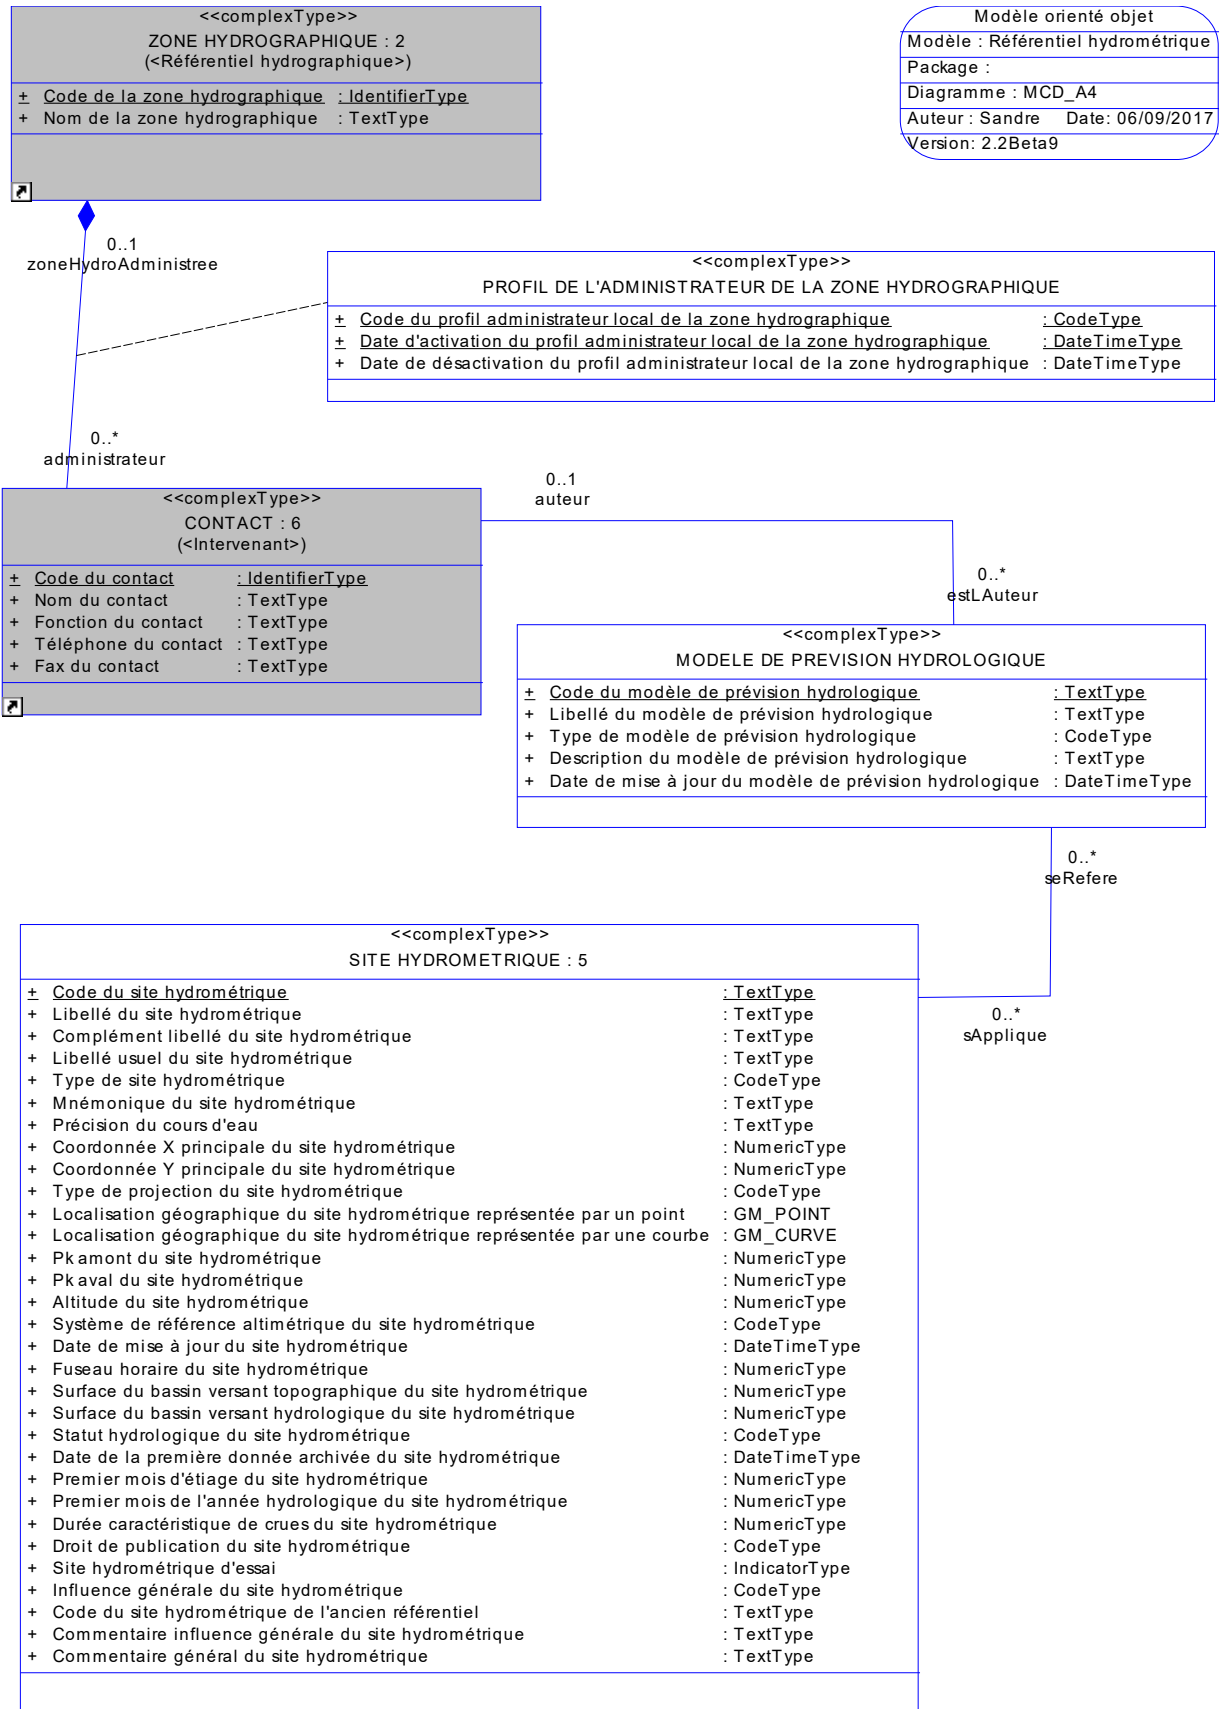 <<complexType>>
ZONE HYDROGRAPHIQUE : 2
(<Référentiel hydrographique>)
+ Code de la zone hydrographique : IdentifierType
+ Nom de la zone hydrographique : TextType
Modèle orienté objet
Modèle : Référentiel hydrométrique
Package :
Diagramme : MCD_A4
Auteur : Sandre Date: 06/09/2017
Version: 2.2Beta9
0..1
zoneHydroAdministree
<<complexType>>
PROFIL DE L'ADMINISTRATEUR DE LA ZONE HYDROGRAPHIQUE
+ Code du profil administrateur local de la zone hydrographique : CodeType
+ Date d'activation du profil administrateur local de la zone hydrographique : DateTimeType
+ Date de désactivation du profil administrateur local de la zone hydrographique : DateTimeType
0..*
administrateur
<<complexType>>
CONTACT : 6
(<Intervenant>)
+ Code du contact : IdentifierType
+ Nom du contact : TextType
+ Fonction du contact : TextType
+ Téléphone du contact : TextType
+ Fax du contact : TextType
0..1
auteur
0..*
estLAuteur
<<complexType>>
MODELE DE PREVISION HYDROLOGIQUE
+ Code du modèle de prévision hydrologique : TextType
+ Libellé du modèle de prévision hydrologique : TextType
+ Type de modèle de prévision hydrologique : CodeType
+ Description du modèle de prévision hydrologique : TextType
+ Date de mise à jour du modèle de prévision hydrologique : DateTimeType
0..*
seRefere
<<complexType>>
SITE HYDROMETRIQUE : 5
+ Code du site hydrométrique : TextType
+ Libellé du site hydrométrique : TextType
+ Complément libellé du site hydrométrique : TextType
+ Libellé usuel du site hydrométrique : TextType
+ Type de site hydrométrique : CodeType
+ Mnémonique du site hydrométrique : TextType
+ Précision du cours d'eau : TextType
+ Coordonnée X principale du site hydrométrique : NumericType
+ Coordonnée Y principale du site hydrométrique : NumericType
+ Type de projection du site hydrométrique : CodeType
+ Localisation géographique du site hydrométrique représentée par un point : GM_POINT
+ Localisation géographique du site hydrométrique représentée par une courbe : GM_CURVE
+ Pk amont du site hydrométrique : NumericType
+ Pk aval du site hydrométrique : NumericType
+ Altitude du site hydrométrique : NumericType
+ Système de référence altimétrique du site hydrométrique : CodeType
+ Date de mise à jour du site hydrométrique : DateTimeType
+ Fuseau horaire du site hydrométrique : NumericType
+ Surface du bassin versant topographique du site hydrométrique : NumericType
+ Surface du bassin versant hydrologique du site hydrométrique : NumericType
+ Statut hydrologique du site hydrométrique : CodeType
+ Date de la première donnée archivée du site hydrométrique : DateTimeType
+ Premier mois d'étiage du site hydrométrique : NumericType
+ Premier mois de l'année hydrologique du site hydrométrique : NumericType
+ Durée caractéristique de crues du site hydrométrique : NumericType
+ Droit de publication du site hydrométrique : CodeType
+ Site hydrométrique d'essai : IndicatorType
+ Influence générale du site hydrométrique : CodeType
+ Code du site hydrométrique de l'ancien référentiel : TextType
+ Commentaire influence générale du site hydrométrique : TextType
+ Commentaire général du site hydrométrique : TextType
0..*
sApplique